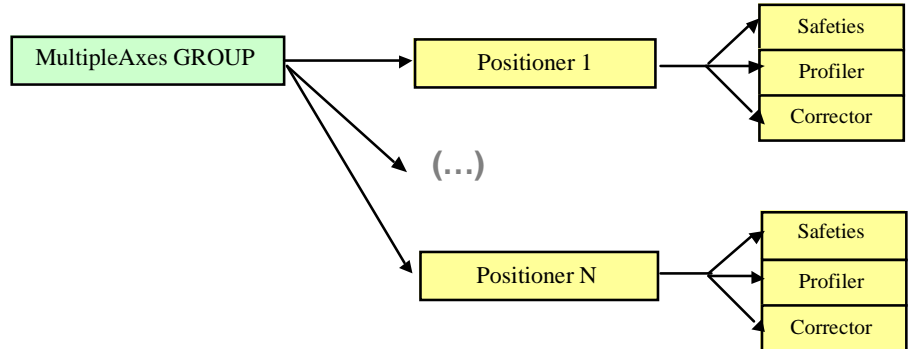 MultipleAxes GROUP
Positioner 1
Safeties
Profiler
Corrector
(...)
Positioner N
Safeties
Profiler
Corrector